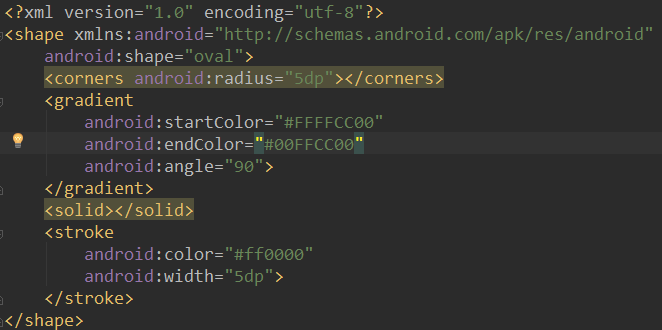 <?xml version="1.0" encoding="utf-8"?>
<shape xmlns:android="http://schemas.android.com/apk/res/android"
    android:shape="oval">
    <corners android:radius="5dp"></corners>
    <gradient
        android:startColor="#FFFFCC00"
        android:endColor="#00FFCC00"
        android:angle="90">
    </gradient>
    <solid></solid>
    <stroke
        android:color="#ff0000"
        android:width="5dp">
    </stroke>
</shape>